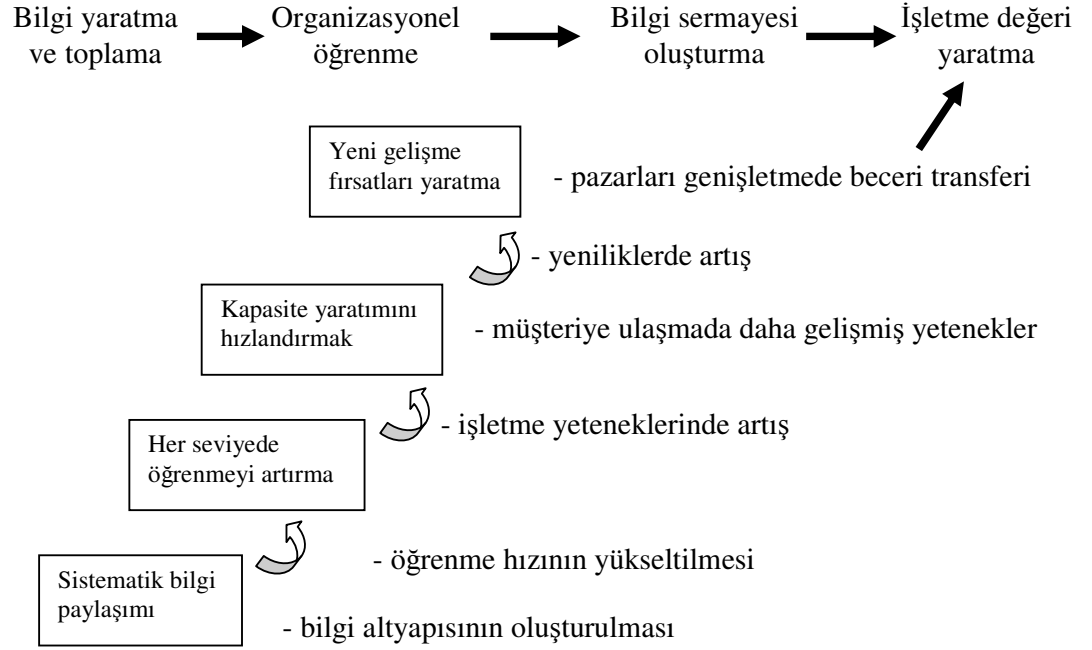 Bilgi yaratma
ve toplama
Organizasyonel
öğrenme
Bilgi sermayesi
oluşturma
İşletme değeri
yaratma
Yeni gelişme
fırsatları yaratma
- pazarları genişletmede beceri transferi
- yeniliklerde artış
Kapasite yaratımını
hızlandırmak
- müşteriye ulaşmada daha gelişmiş yetenekler
- işletme yeteneklerinde artış
Her seviyede
öğrenmeyi artırma
- öğrenme hızının yükseltilmesi
Sistematik bilgi
paylaşımı
- bilgi altyapısının oluşturulması